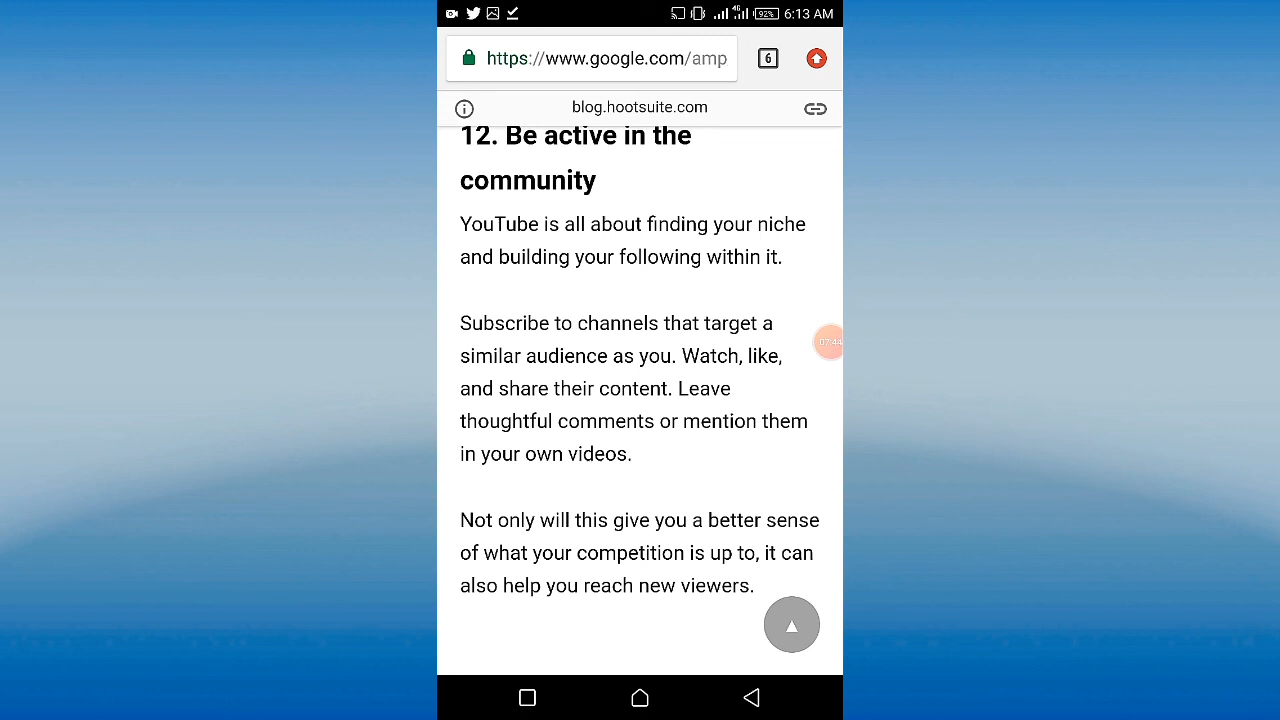 4G 92% 6:13 AM
https://www.google.com/amp 6
blog.hootsuite.com
12. Be active in the
community
YouTube is all about finding your niche
and building your following within it.
Subscribe to channels that target a
similar audience as you. Watch, like,
and share their content. Leave
thoughtful comments or mention them
in your own videos.
07:44
Not only will this give you a better sense
of what your competition is up to, it can
also help you reach new viewers.